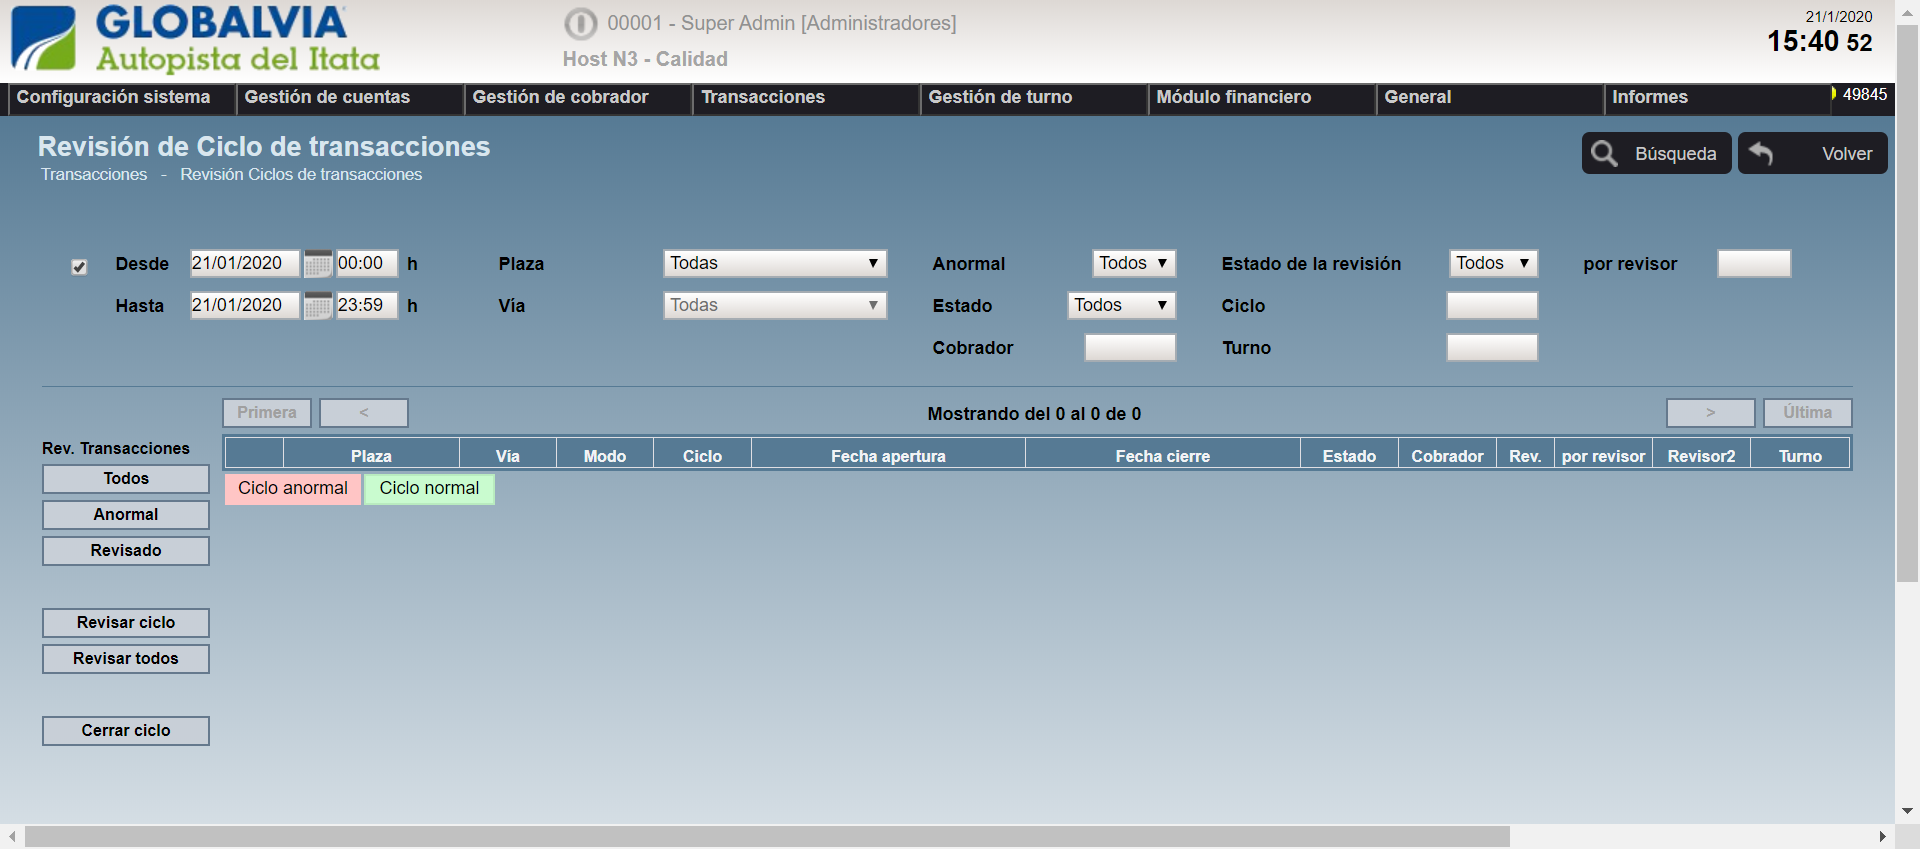 GLOBALVIA
Autopista del Itata
00001 - Super Admin [Administradores]
Host N3 - Calidad
21/1/2020
15:40 52
Configuración sistema Gestión de cuentas Gestión de cobrador Transacciones Gestión de turno Módulo financiero General Informes 49845
Revisión de Ciclo de transacciones
Transacciones - Revisión Ciclos de transacciones
Búsqueda Volver
Desde 21/01/2020 00:00 h Plaza Todas Anormal Todos Estado de la revisión Todos por revisor
Hasta 21/01/2020 23:59 h Vía Todas Estado Todos Ciclo
Cobrador Turno
Primera < Mostrando del 0 al 0 de 0 > Última
Rev. Transacciones
Plaza Vía Modo Ciclo Fecha apertura Fecha cierre Estado Cobrador Rev. por revisor Revisor2 Turno
Ciclo anormal Ciclo normal
Todos
Anormal
Revisado
Revisar ciclo
Revisar todos
Cerrar ciclo